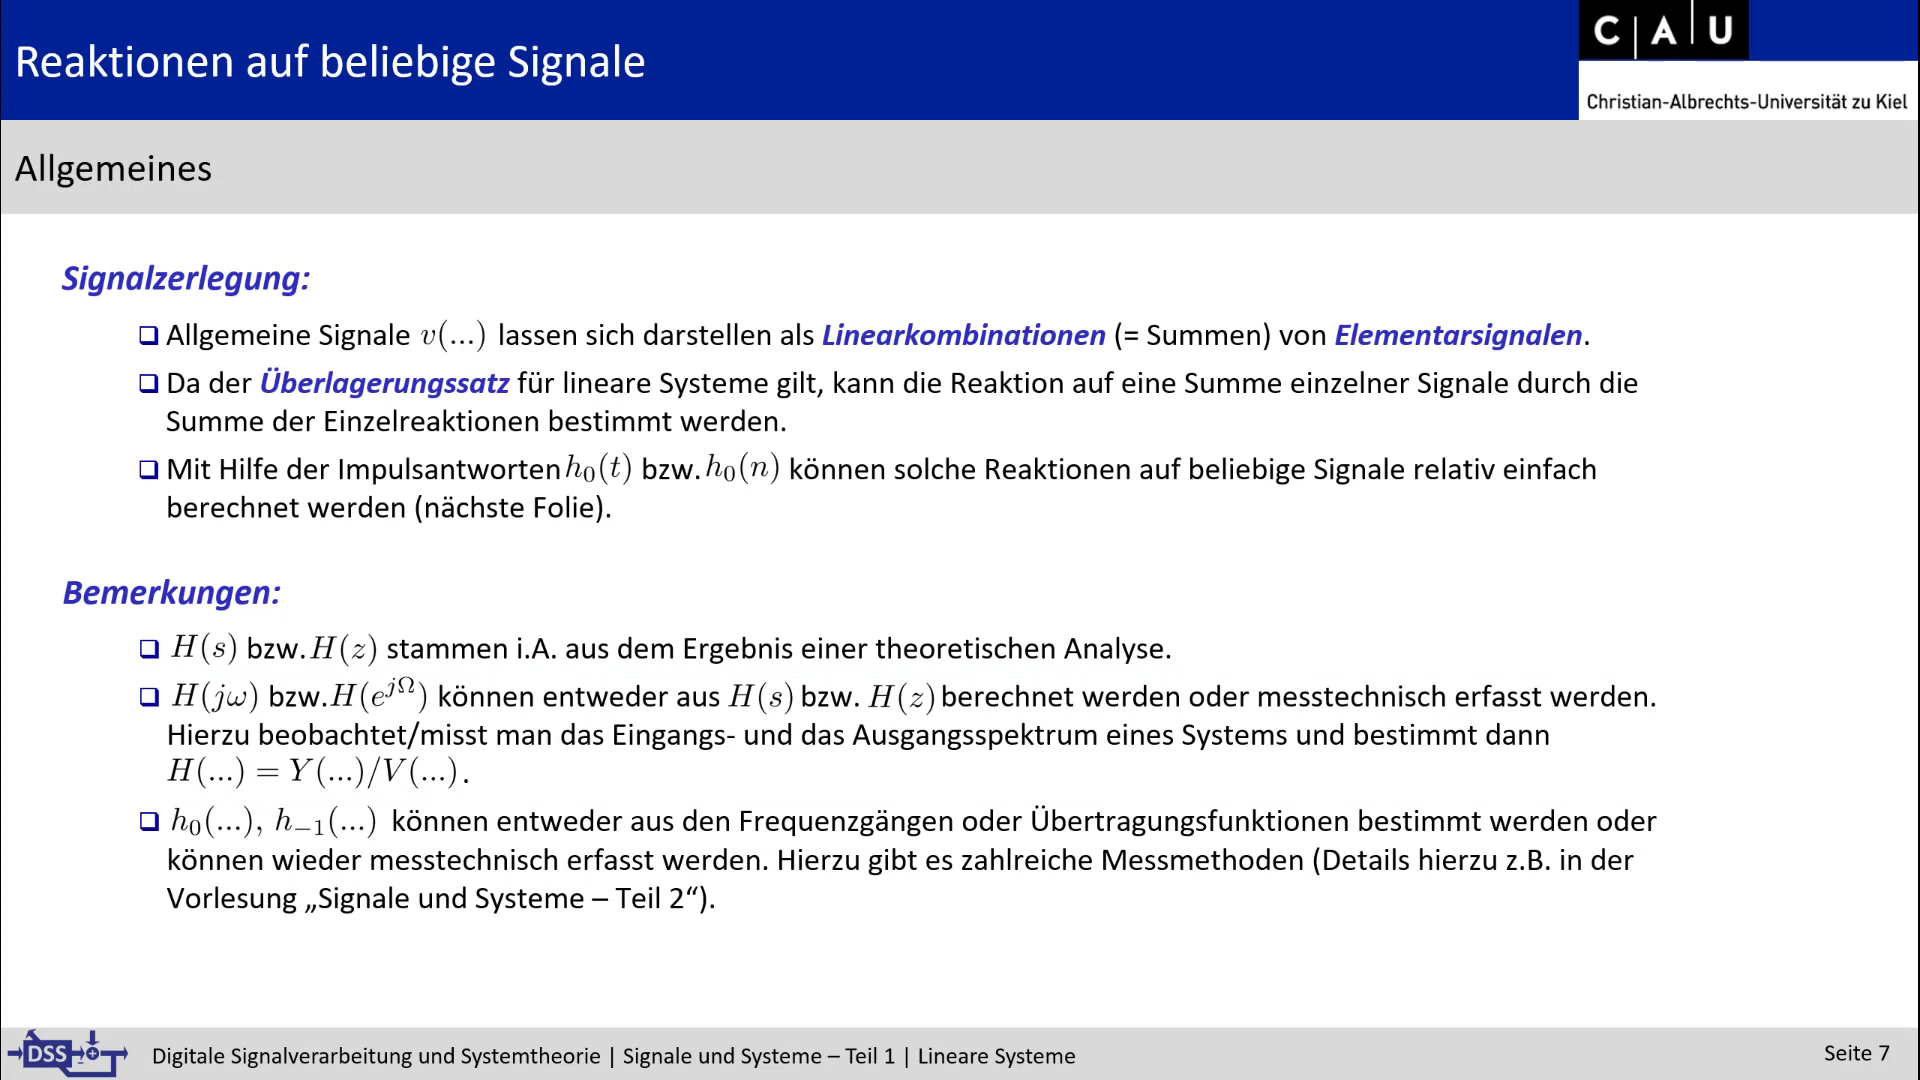 Reaktionen auf beliebige Signale
C | A | U
Christian-Albrechts-Universität zu Kiel
Allgemeines
Signalzerlegung:
❑ Allgemeine Signale v(...) lassen sich darstellen als Linearkombinationen (= Summen) von Elementarsignalen.
❑ Da der Überlagerungssatz für lineare Systeme gilt, kann die Reaktion auf eine Summe einzelner Signale durch die
Summe der Einzelreaktionen bestimmt werden.
❑ Mit Hilfe der Impulsantworten h₀(t) bzw. h₀(n) können solche Reaktionen auf beliebige Signale relativ einfach
berechnet werden (nächste Folie).
Bemerkungen:
❑ H(s) bzw. H(z) stammen i.A. aus dem Ergebnis einer theoretischen Analyse.
❑ H(jω) bzw. H(e^{jΩ}) können entweder aus H(s) bzw. H(z) berechnet werden oder messtechnisch erfasst werden.
Hierzu beobachtet/misst man das Eingangs- und das Ausgangsspektrum eines Systems und bestimmt dann
H(...) = Y(...)/V(...).
❑ h₀(...), h₋₁(...) können entweder aus den Frequenzgängen oder Übertragungsfunktionen bestimmt werden oder
können wieder messtechnisch erfasst werden. Hierzu gibt es zahlreiche Messmethoden (Details hierzu z.B. in der
Vorlesung „Signale und Systeme – Teil 2“).
DSS
Digitale Signalverarbeitung und Systemtheorie | Signale und Systeme – Teil 1 | Lineare Systeme
Seite 7